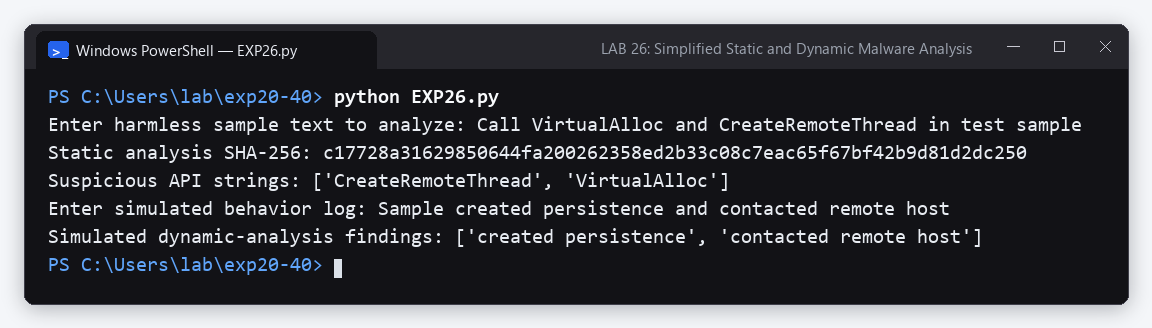 Windows PowerShell — EXP26.py
LAB 26: Simplified Static and Dynamic Malware Analysis
PS C:\Users\lab\exp20-40> python EXP26.py
Enter harmless sample text to analyze: Call VirtualAlloc and CreateRemoteThread in test sample
Static analysis SHA-256: c17728a31629850644fa200262358ed2b33c08c7eac65f67bf42b9d81d2dc250
Suspicious API strings: ['CreateRemoteThread', 'VirtualAlloc']
Enter simulated behavior log: Sample created persistence and contacted remote host
Simulated dynamic-analysis findings: ['created persistence', 'contacted remote host']
PS C:\Users\lab\exp20-40>